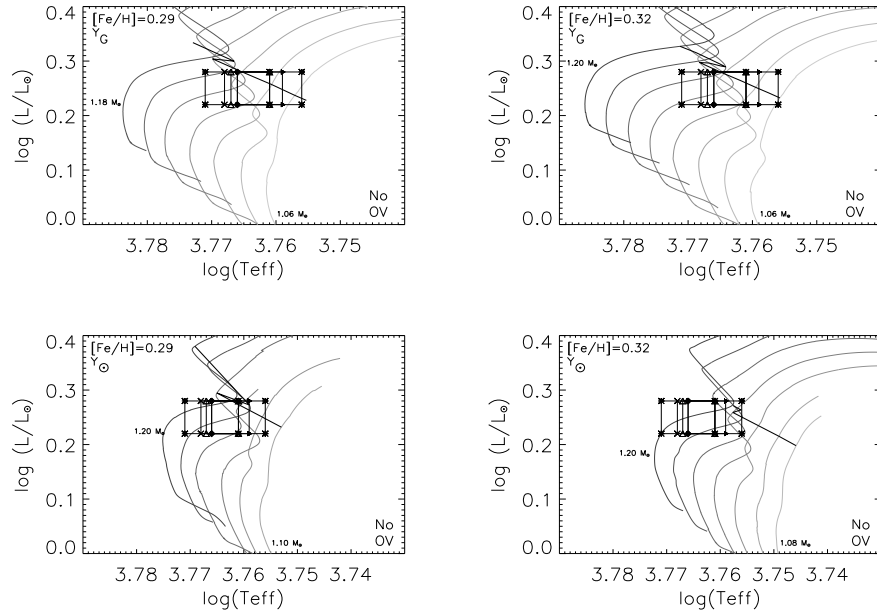 [Fe/H]=0.29
Y_G
1.18 M⊙
1.06 M⊙
No
OV
0.4
0.3
0.2
0.1
0.0
log (L/L⊙)
3.78 3.77 3.76 3.75
log(Teff)
[Fe/H]=0.32
Y_G
1.20 M⊙
1.06 M⊙
No
OV
0.4
0.3
0.2
0.1
0.0
log (L/L⊙)
3.78 3.77 3.76 3.75
log(Teff)
[Fe/H]=0.29
Y⊙
1.20 M⊙
1.10 M⊙
No
OV
0.4
0.3
0.2
0.1
0.0
log (L/L⊙)
3.78 3.77 3.76 3.75 3.74
log(Teff)
[Fe/H]=0.32
Y⊙
1.20 M⊙
1.08 M⊙
No
OV
0.4
0.3
0.2
0.1
0.0
log (L/L⊙)
3.78 3.77 3.76 3.75 3.74
log(Teff)